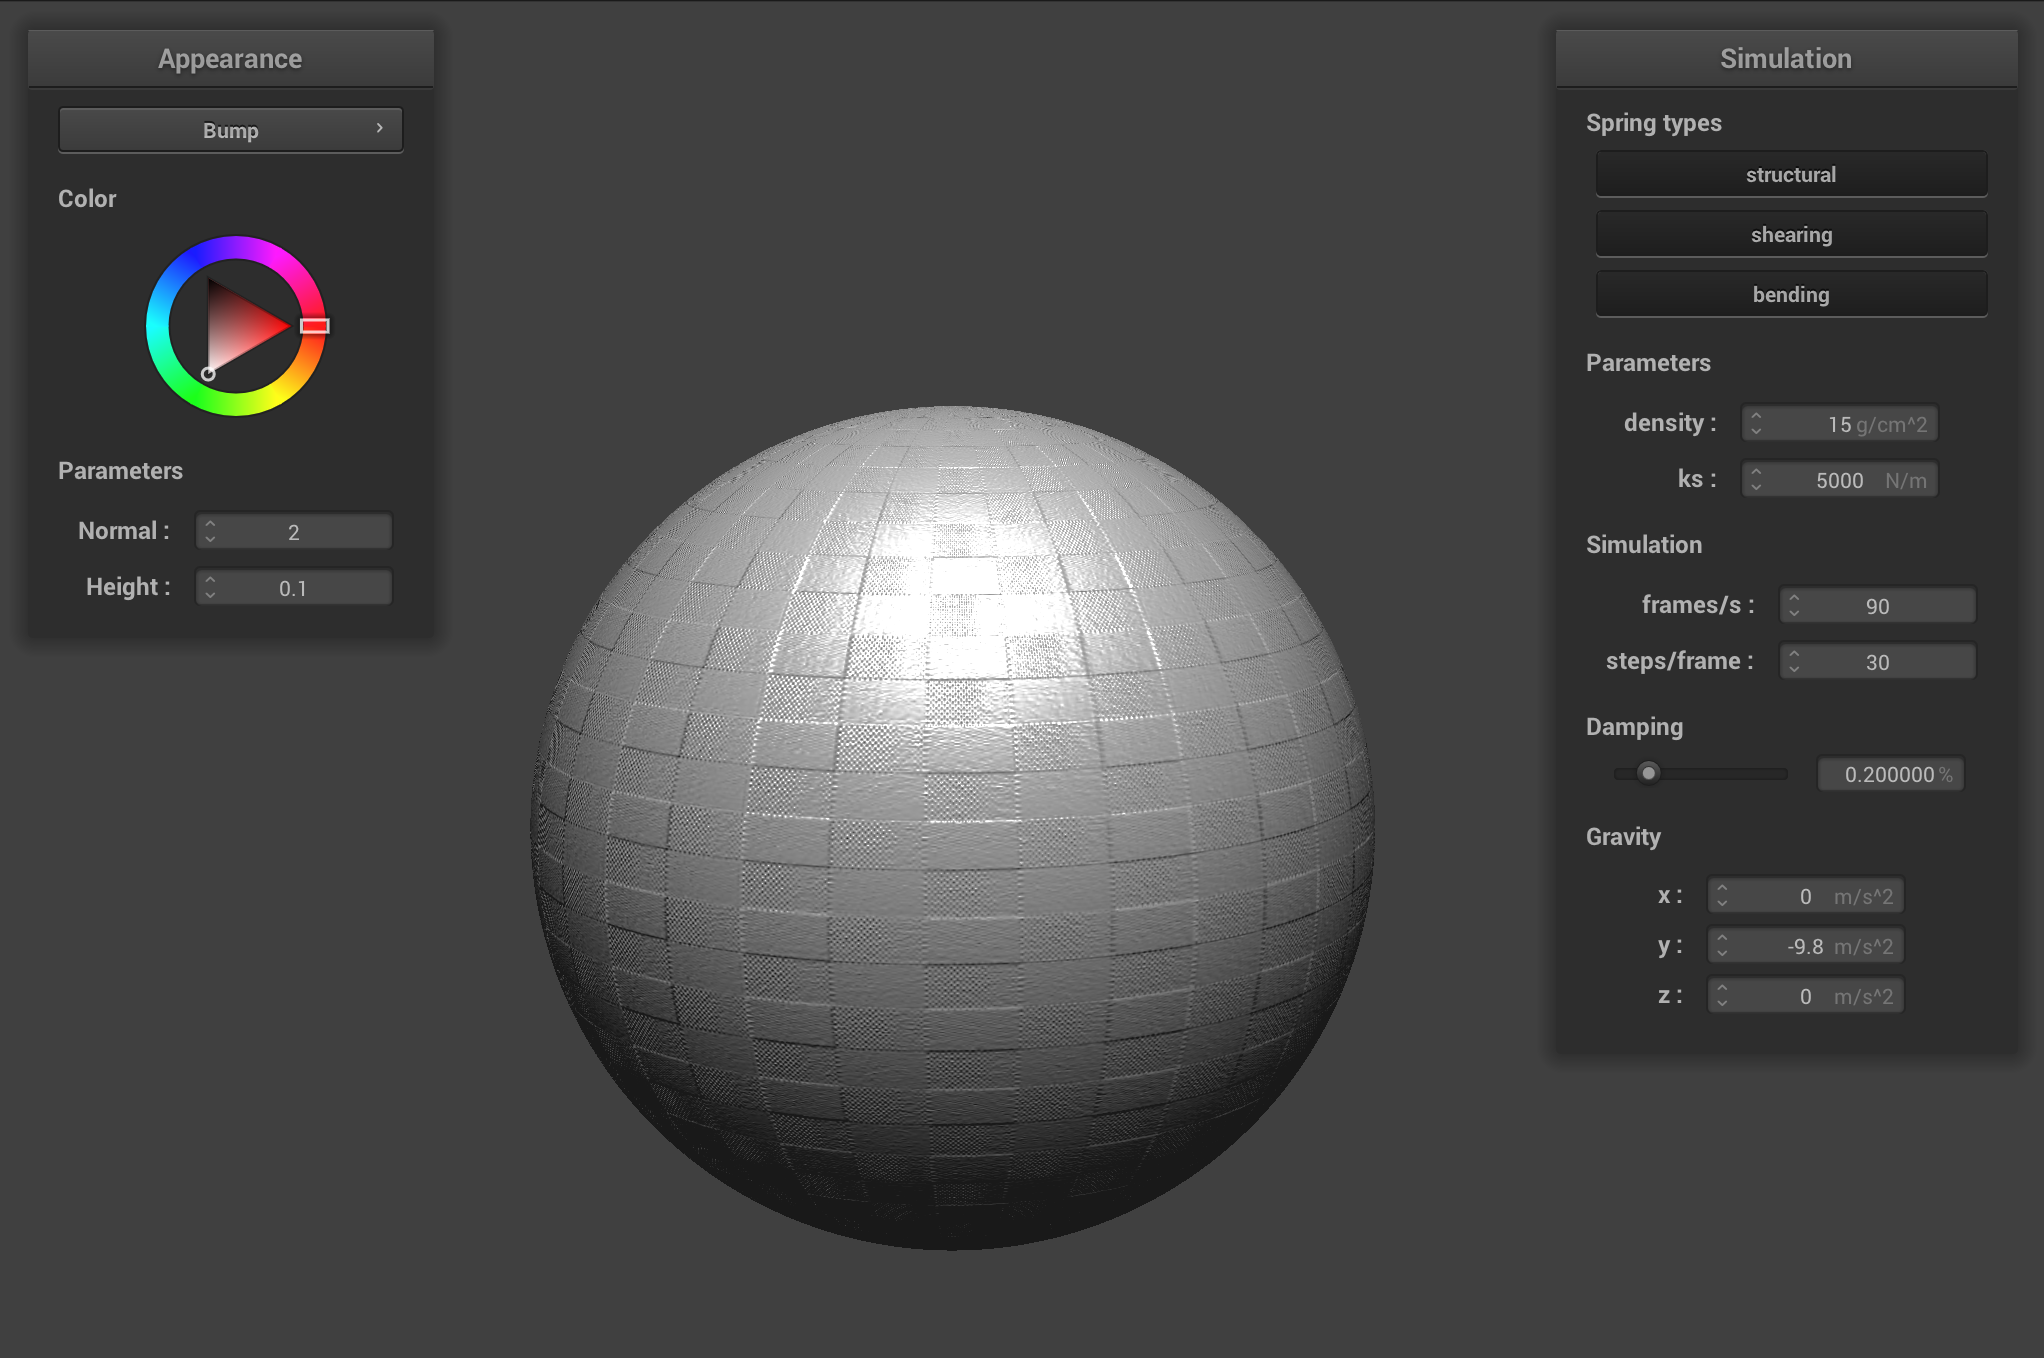 Appearance
Bump
Color
Parameters
Normal : 2
Height : 0.1
Simulation
Spring types
structural
shearing
bending
Parameters
density : 15 g/cm^2
ks : 5000 N/m
Simulation
frames/s : 90
steps/frame : 30
Damping
0.200000 %
Gravity
x : 0 m/s^2
y : -9.8 m/s^2
z : 0 m/s^2